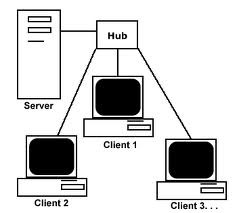 Hub
Server
Client 1
Client 2
Client 3. . .